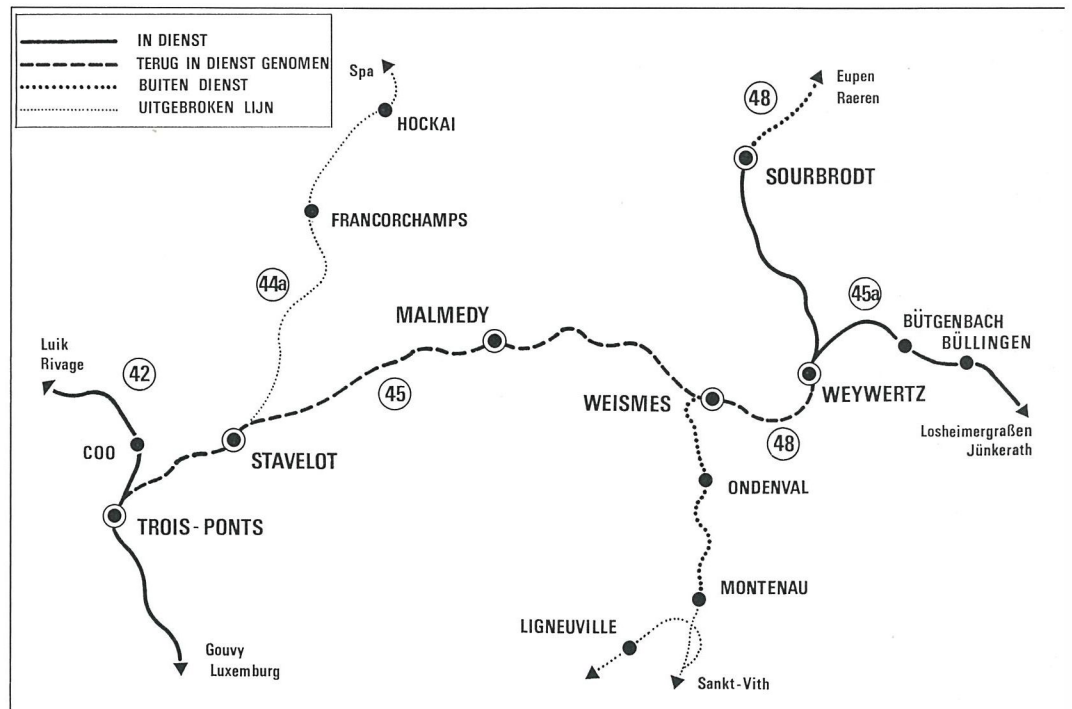 IN DIENST
TERUG IN DIENST GENOMEN
BUITEN DIENST
UITGEBROKEN LIJN
Spa
HOCKAI
FRANCORCHAMPS
44a
48
Eupen
Raeren
SOURBRODT
45a
BÜTGENBACH
BÜLLINGEN
WEYWERTZ
Losheimergraßen
Jünkerath
MALMEDY
Luik
Rivage
42
45
WEISMES
48
COO
STAVELOT
TROIS-PONTS
ONDENVAL
MONTENAU
LIGNEUVILLE
Sankt-Vith
Gouvy
Luxemburg